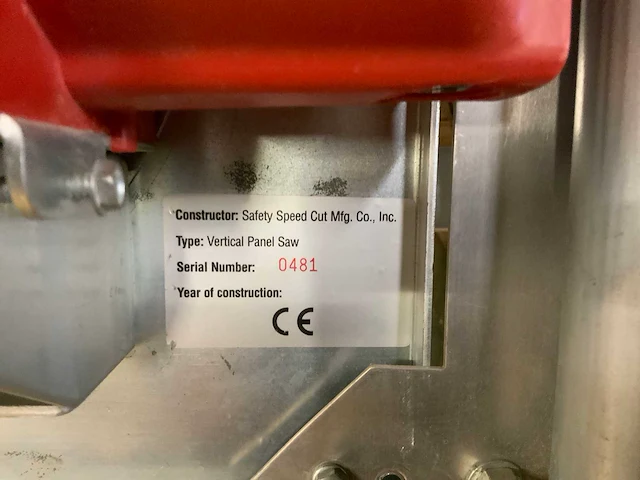 Constructor: Safety Speed Cut Mfg. Co., Inc.
Type: Vertical Panel Saw
Serial Number: 0481
Year of construction:
CE